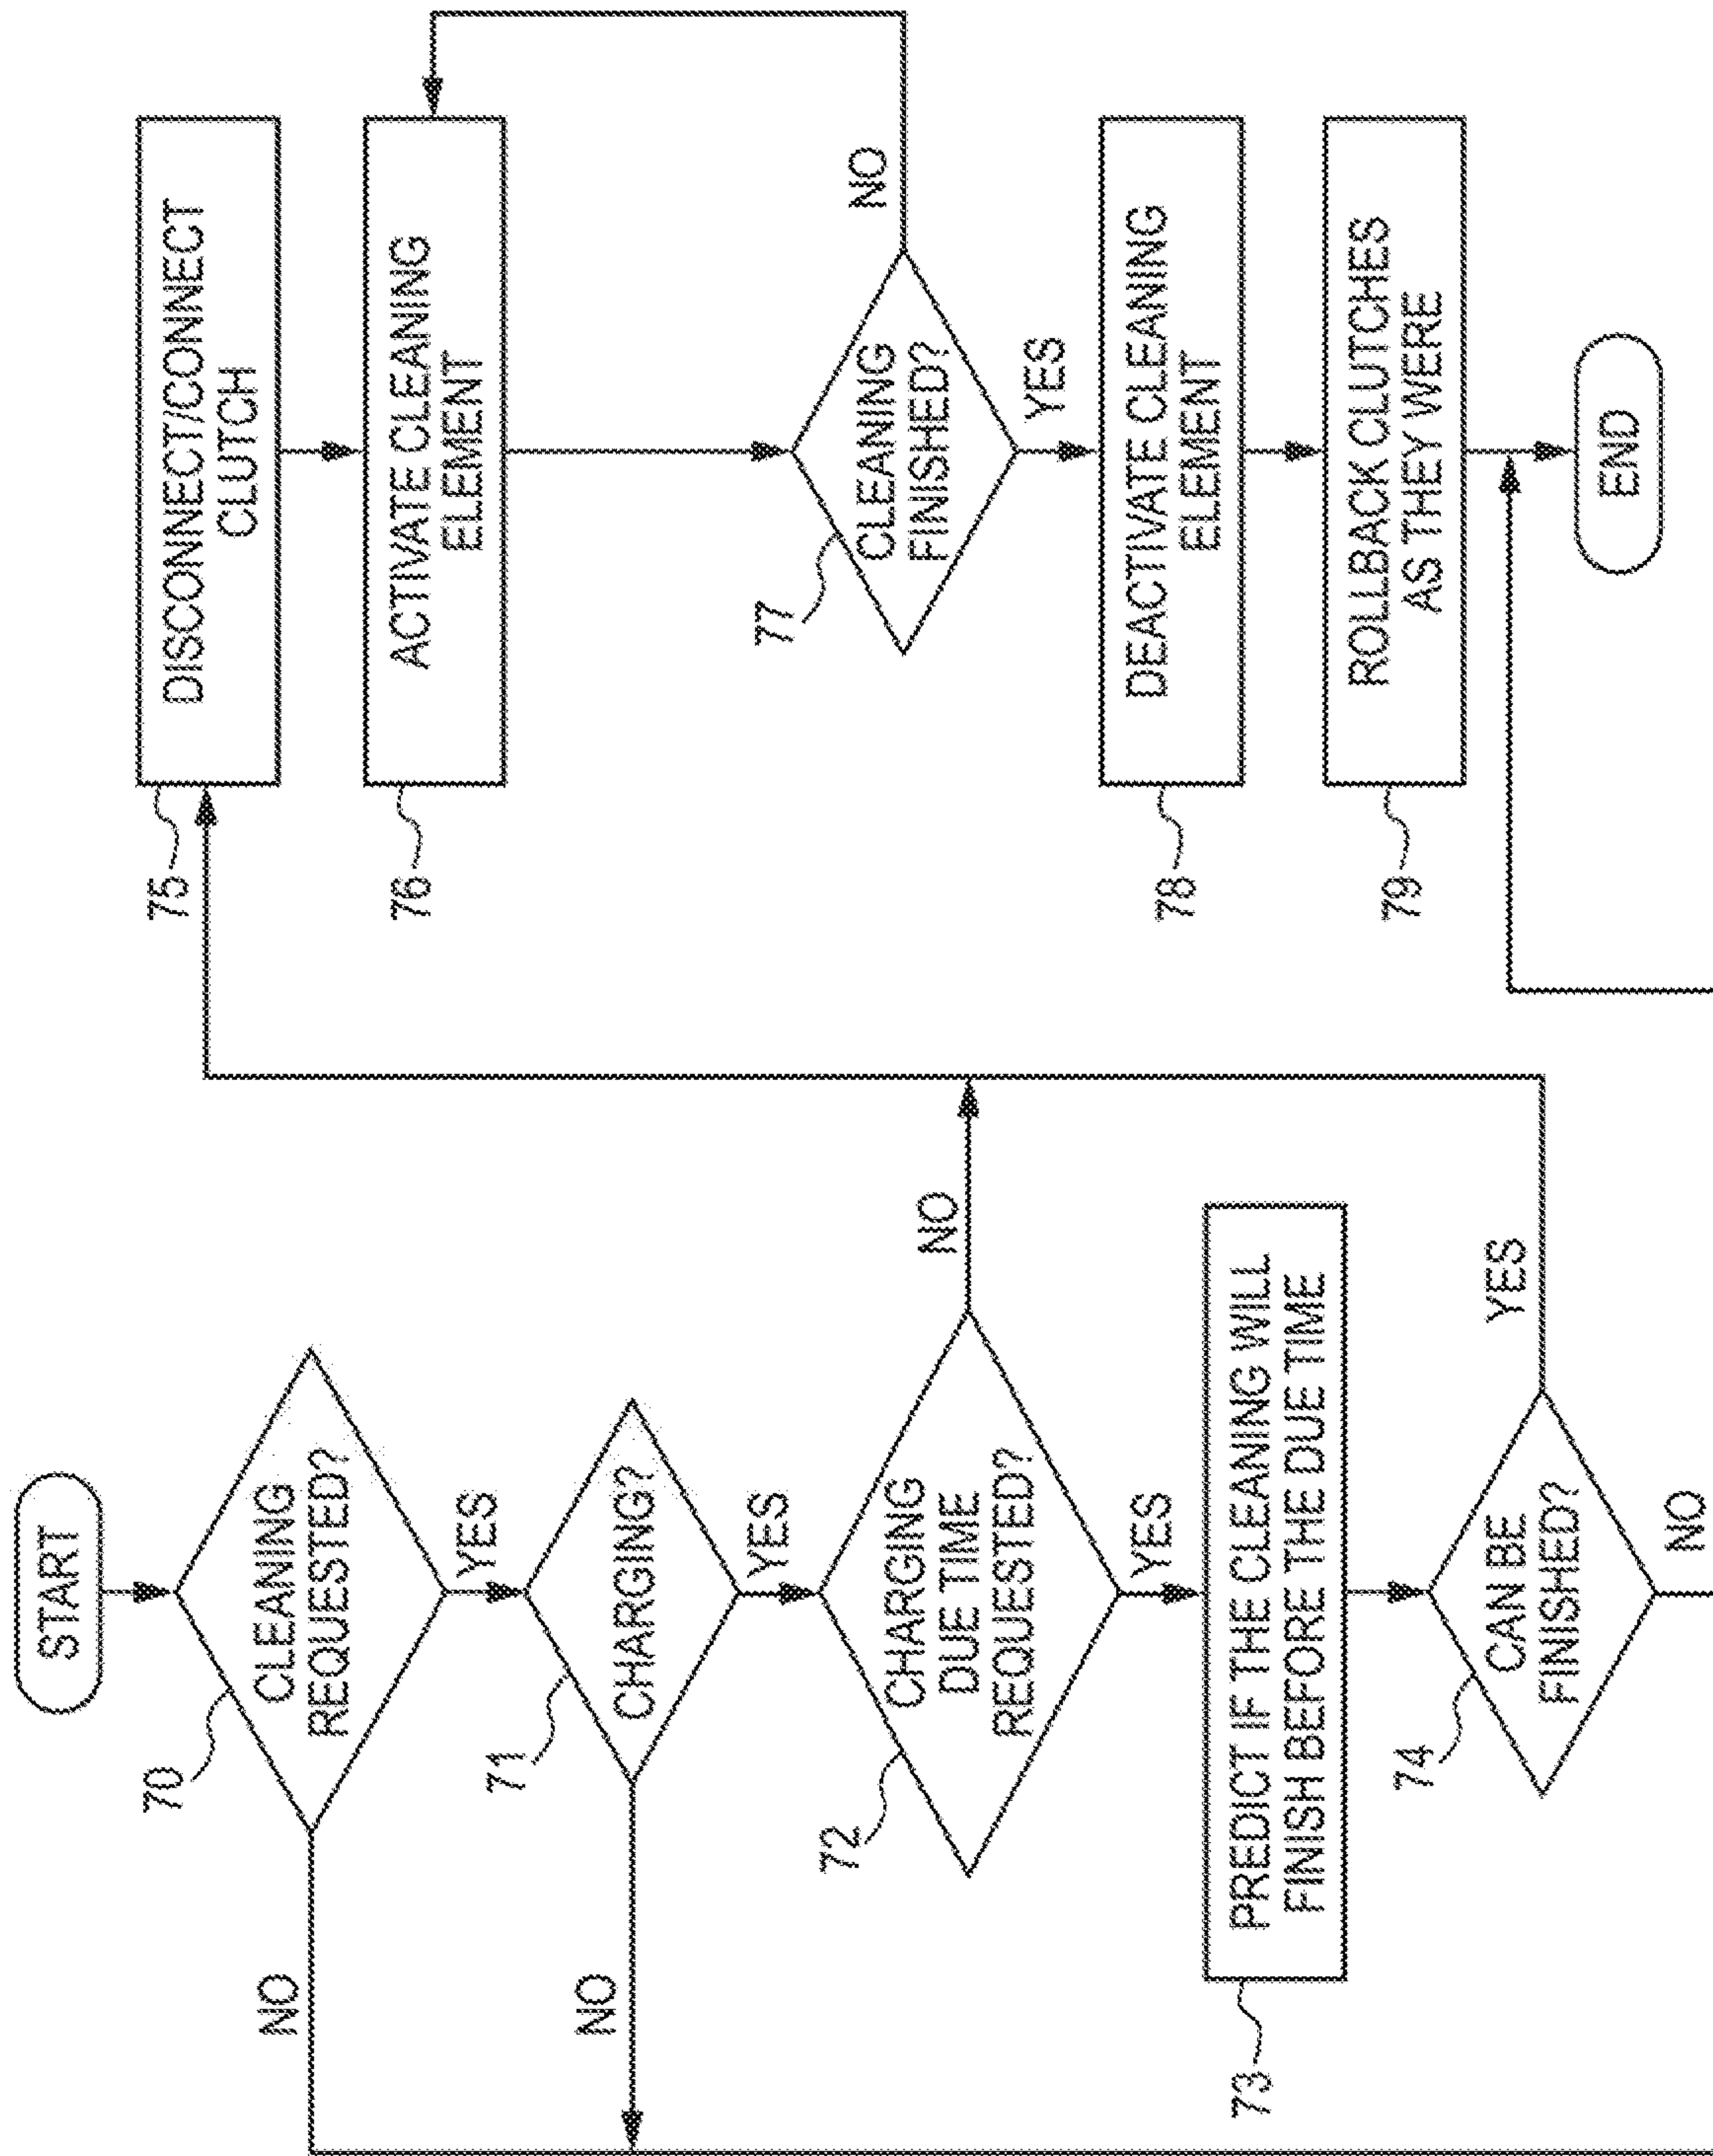 START
70
CLEANING
REQUESTED?
NO
YES
71
CHARGING?
NO
YES
72
CHARGING
DUE TIME
REQUESTED?
NO
YES
73
PREDICT IF THE CLEANING WILL
FINISH BEFORE THE DUE TIME
74
CAN BE
FINISHED?
YES
NO
75
DISCONNECT/CONNECT
CLUTCH
76
ACTIVATE CLEANING
ELEMENT
77
CLEANING
FINISHED?
NO
YES
78
DEACTIVATE CLEANING
ELEMENT
79
ROLLBACK CLUTCHES
AS THEY WERE
END